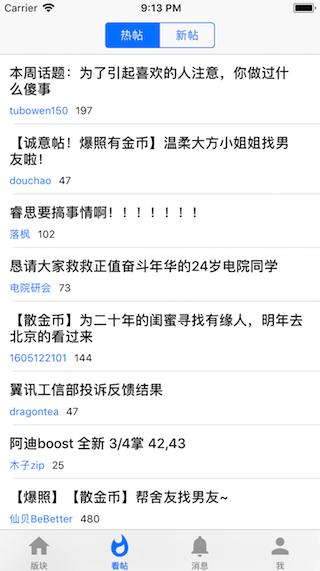 Carrier 9:13 PM
热帖 新帖
本周话题：为了引起喜欢的人注意，你做过什
么傻事
tubowen150 197
【诚意帖！爆照有金币】温柔大方小姐姐找男
友啦！
douchao 47
睿思要搞事情啊！！！！！！！
落枫 102
恳请大家救救正值奋斗年华的24岁电院同学
电院研会 73
【散金币】为二十年的闺蜜寻找有缘人，明年去
北京的看过来
1605122101 144
翼讯工信部投诉反馈结果
dragontea 47
阿迪boost 全新 3/4掌 42,43
木子zip 25
【爆照】【散金币】帮舍友找男友~
仙贝BeBetter 480
版块 看帖 消息 我